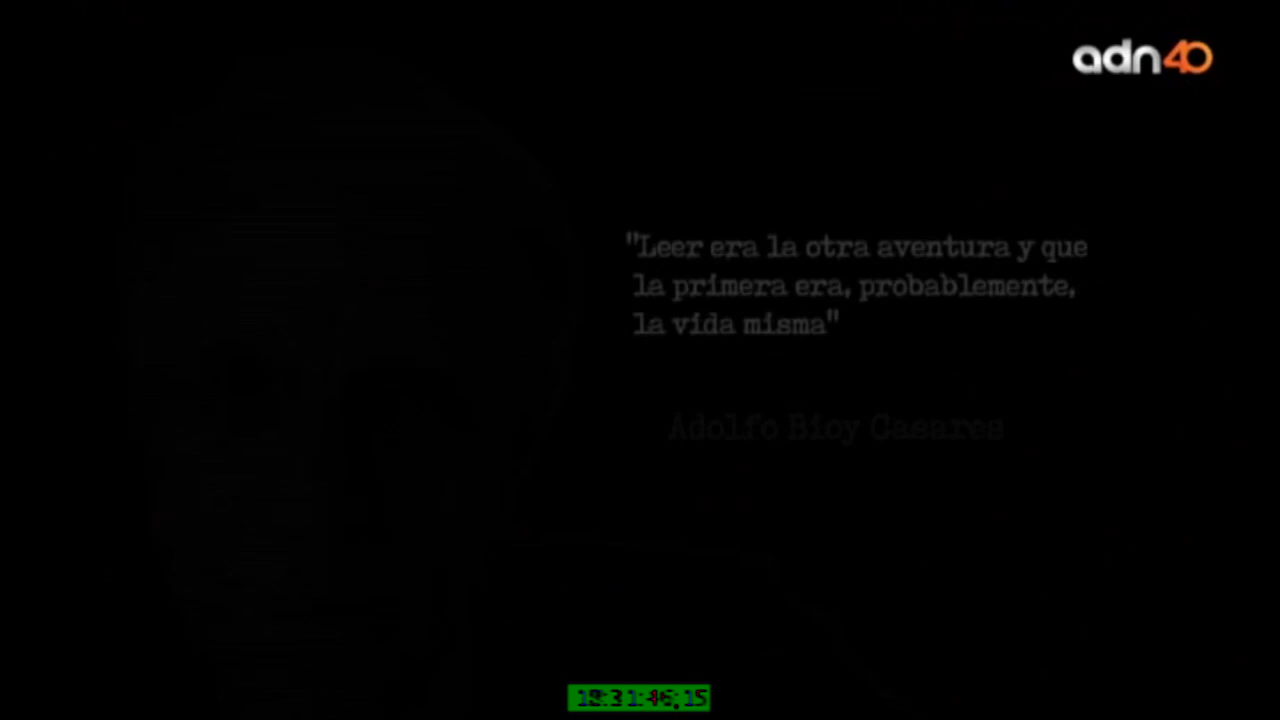 adn40
"Leer era la otra aventura y que
la primera era, probablemente,
la vida misma"
Adolfo Bioy Casares